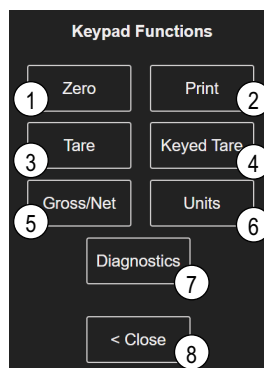 Keypad Functions
Zero Print
1 2
Tare Keyed Tare
3 4
Gross/Net Units
5 6
Diagnostics
7
< Close
8